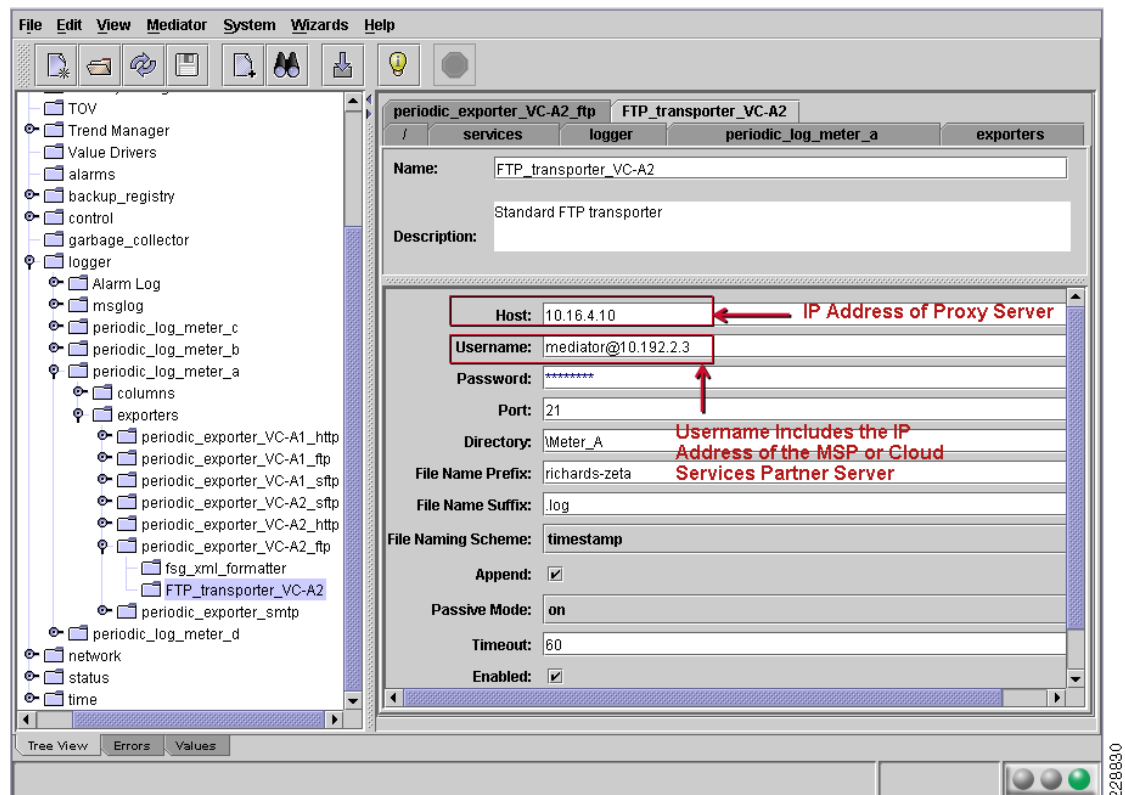 File Edit View Mediator System Wizards Help
TOV
Trend Manager
Value Drivers
alarms
backup_registry
control
garbage_collector
logger
Alarm Log
msglog
periodic_log_meter_c
periodic_log_meter_b
periodic_log_meter_a
columns
exporters
periodic_exporter_VC-A1_http
periodic_exporter_VC-A1_ftp
periodic_exporter_VC-A1_sftp
periodic_exporter_VC-A2_sftp
periodic_exporter_VC-A2_http
periodic_exporter_VC-A2_ftp
fsg_xml_formatter
FTP_transporter_VC-A2
periodic_exporter_smtp
periodic_log_meter_d
network
status
time
periodic_exporter_VC-A2_ftp FTP_transporter_VC-A2
/ services logger periodic_log_meter_a exporters
Name: FTP_transporter_VC-A2
Description: Standard FTP transporter
Host: 10.16.4.10
IP Address of Proxy Server
Username: mediator@10.192.2.3
Password: ********
Port: 21
Username Includes the IP
Address of the MSP or Cloud
Services Partner Server
Directory: \Meter_A
File Name Prefix: richards-zeta
File Name Suffix: .log
File Naming Scheme: timestamp
Append:
Passive Mode: on
Timeout: 60
Enabled:
Tree View Errors Values
228830